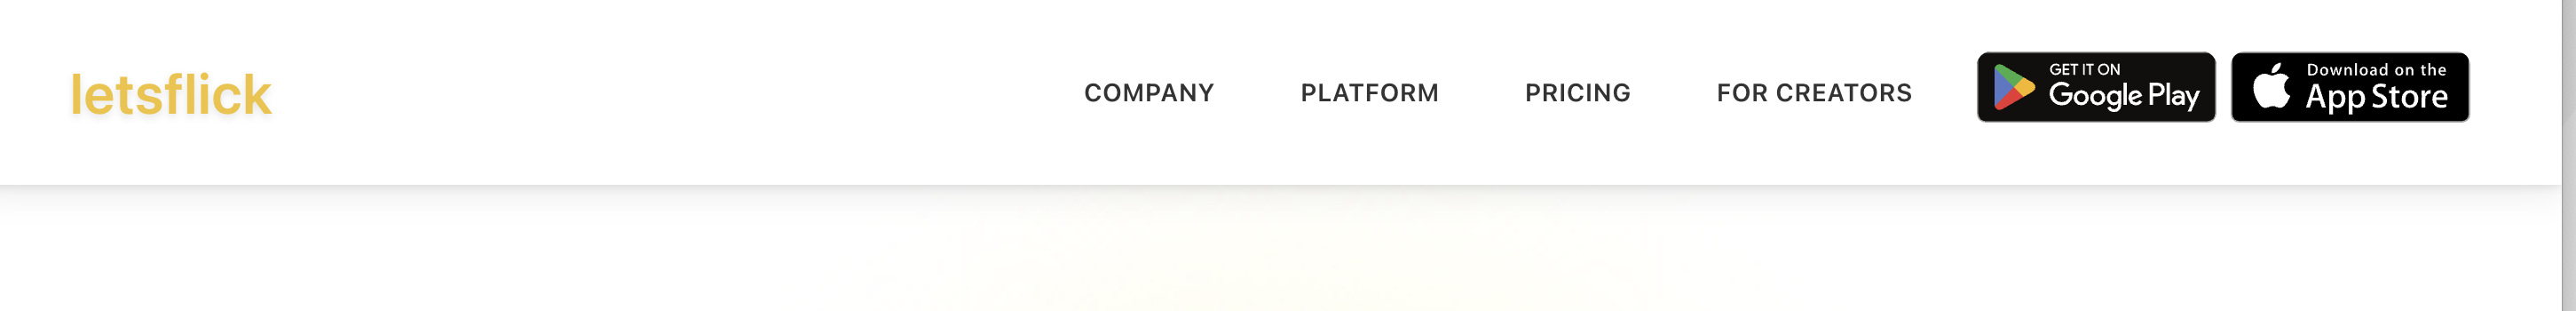 letsflick
COMPANY
PLATFORM
PRICING
FOR CREATORS
GET IT ON
Google Play
Download on the
App Store